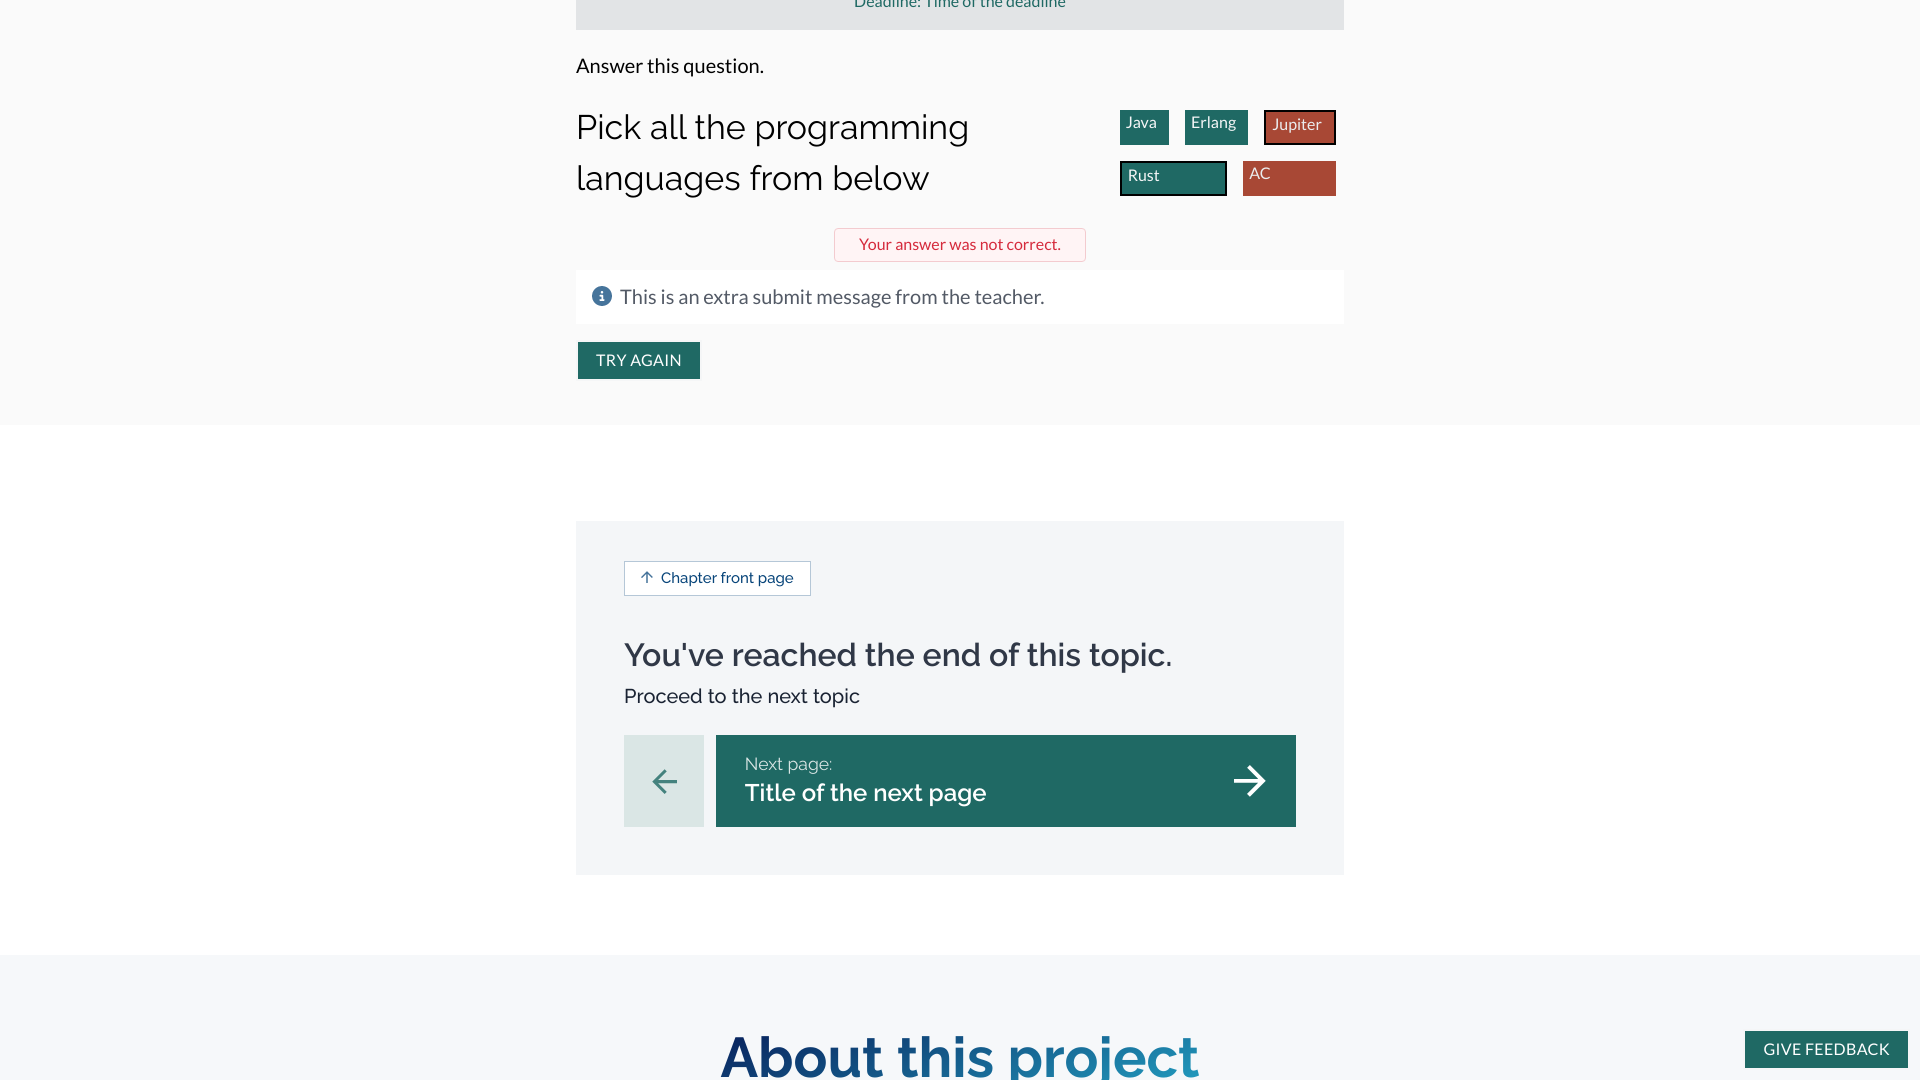 Deadline: Time of the deadline
Answer this question.
Pick all the programming
languages from below
Java
Erlang
Jupiter
Rust
AC
Your answer was not correct.
This is an extra submit message from the teacher.
TRY AGAIN
Chapter front page
You've reached the end of this topic.
Proceed to the next topic
Next page:
Title of the next page
About this project
GIVE FEEDBACK